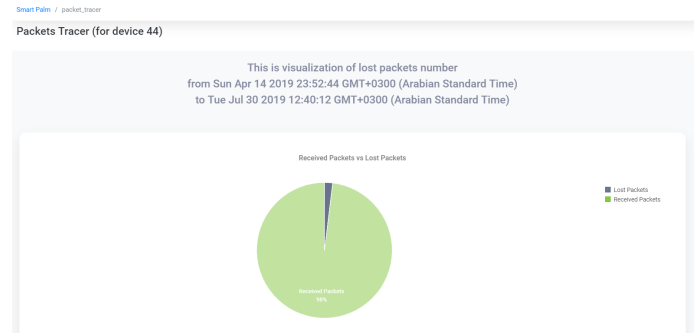 Smart Palm / packet_tracer
Packets Tracer (for device 44)
This is visualization of lost packets number
from Sun Apr 14 2019 23:52:44 GMT+0300 (Arabian Standard Time)
to Tue Jul 30 2019 12:40:12 GMT+0300 (Arabian Standard Time)
Received Packets vs Lost Packets
Lost Packets
Received Packets
Received Packets
98%